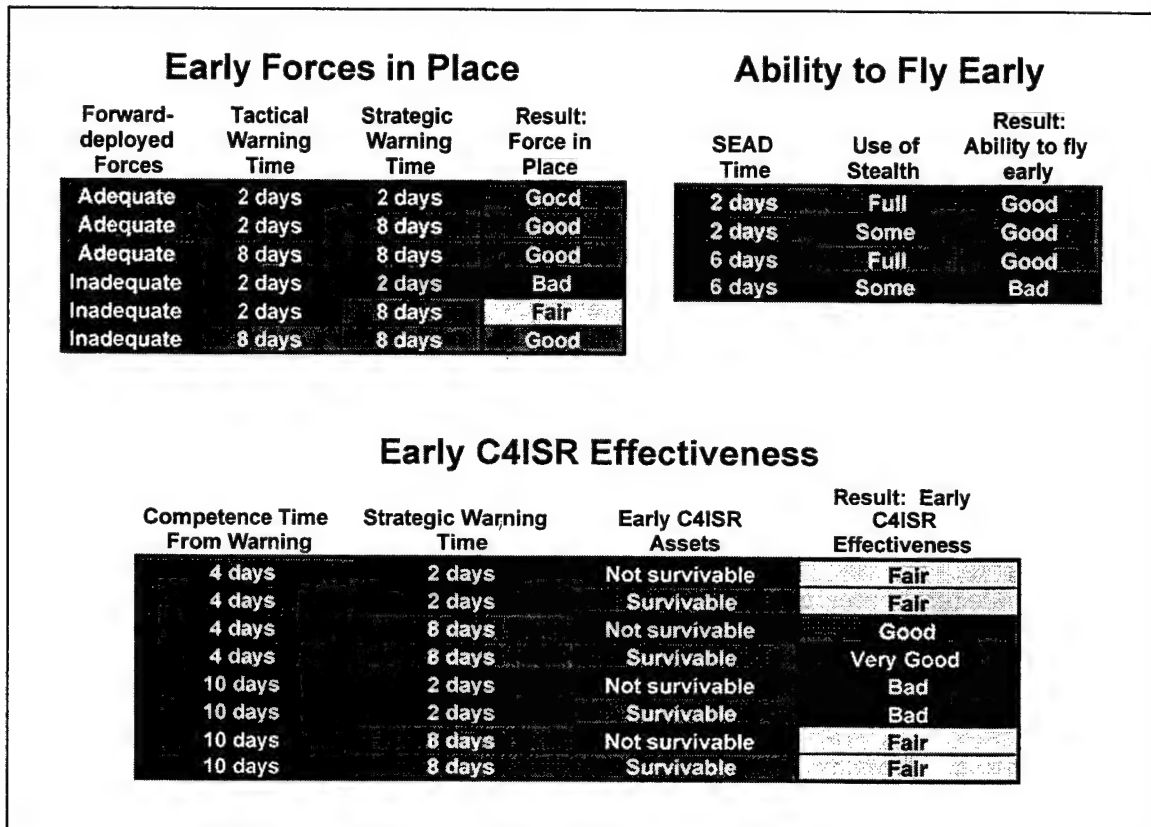 Early Forces in Place
Forward-deployed Forces Tactical Warning Time Strategic Warning Time Result: Force in Place
Adequate 2 days 2 days Good
Adequate 2 days 8 days Good
Adequate 8 days 8 days Good
Inadequate 2 days 2 days Bad
Inadequate 2 days 8 days Fair
Inadequate 8 days 8 days Good
Ability to Fly Early
SEAD Time Use of Stealth Result: Ability to fly early
2 days Full Good
2 days Some Good
6 days Full Good
6 days Some Bad
Early C4ISR Effectiveness
Competence Time From Warning Strategic Warning Time Early C4ISR Assets Result: Early C4ISR Effectiveness
4 days 2 days Not survivable Fair
4 days 2 days Survivable Fair
4 days 8 days Not survivable Good
4 days 8 days Survivable Very Good
10 days 2 days Not survivable Bad
10 days 2 days Survivable Bad
10 days 8 days Not survivable Fair
10 days 8 days Survivable Fair